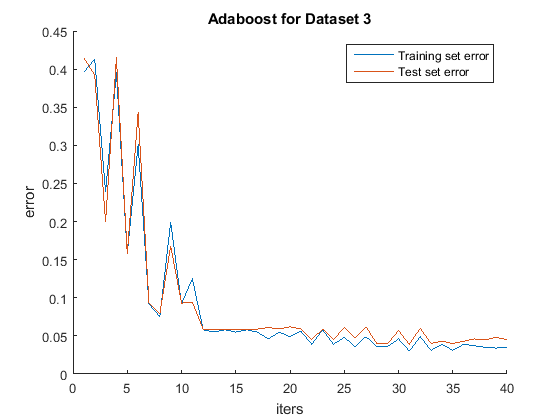 Adaboost for Dataset 3
Training set error
Test set error
0.45
0.4
0.35
0.3
0.25
0.2
0.15
0.1
0.05
0
error
0 5 10 15 20 25 30 35 40
iters